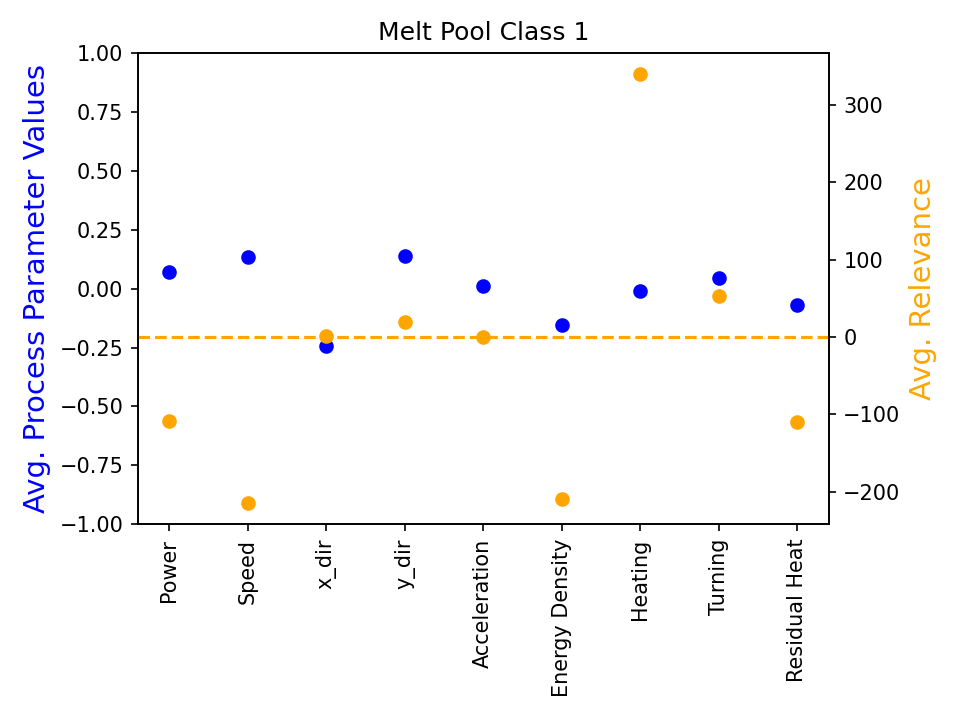 Melt Pool Class 1
Avg. Process Parameter Values
1.00
0.75
0.50
0.25
0.00
−0.25
−0.50
−0.75
−1.00
300
200
100
0
−100
−200
Avg. Relevance
Power
Speed
x_dir
y_dir
Acceleration
Energy Density
Heating
Turning
Residual Heat